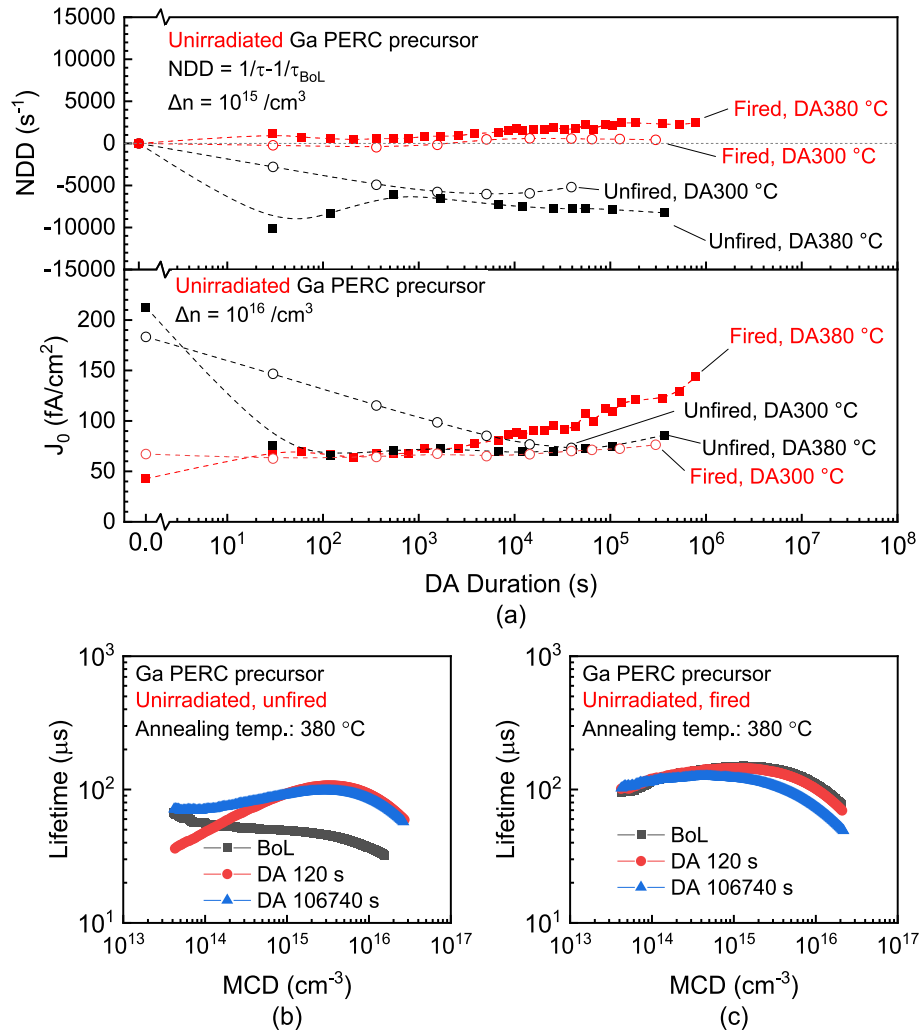 Unirradiated Ga PERC precursor
NDD = 1/τ-1/τBoL
Δn = 10¹⁵ /cm³
NDD (s⁻¹)
15000
10000
5000
0
-5000
-10000
-15000
Fired, DA380 °C
Fired, DA300 °C
Unfired, DA300 °C
Unfired, DA380 °C
Unirradiated Ga PERC precursor
Δn = 10¹⁶ /cm³
J₀ (fA/cm²)
200
150
100
50
0
Fired, DA380 °C
Unfired, DA300 °C
Unfired, DA380 °C
Fired, DA300 °C
0.0 10¹ 10² 10³ 10⁴ 10⁵ 10⁶ 10⁷ 10⁸
DA Duration (s)
(a)
Ga PERC precursor
Unirradiated, unfired
Annealing temp.: 380 °C
Lifetime (μs)
10³
10²
10¹
BoL
DA 120 s
DA 106740 s
10¹³ 10¹⁴ 10¹⁵ 10¹⁶ 10¹⁷
MCD (cm⁻³)
(b)
Ga PERC precursor
Unirradiated, fired
Annealing temp.: 380 °C
Lifetime (μs)
10³
10²
10¹
BoL
DA 120 s
DA 106740 s
10¹³ 10¹⁴ 10¹⁵ 10¹⁶ 10¹⁷
MCD (cm⁻³)
(c)